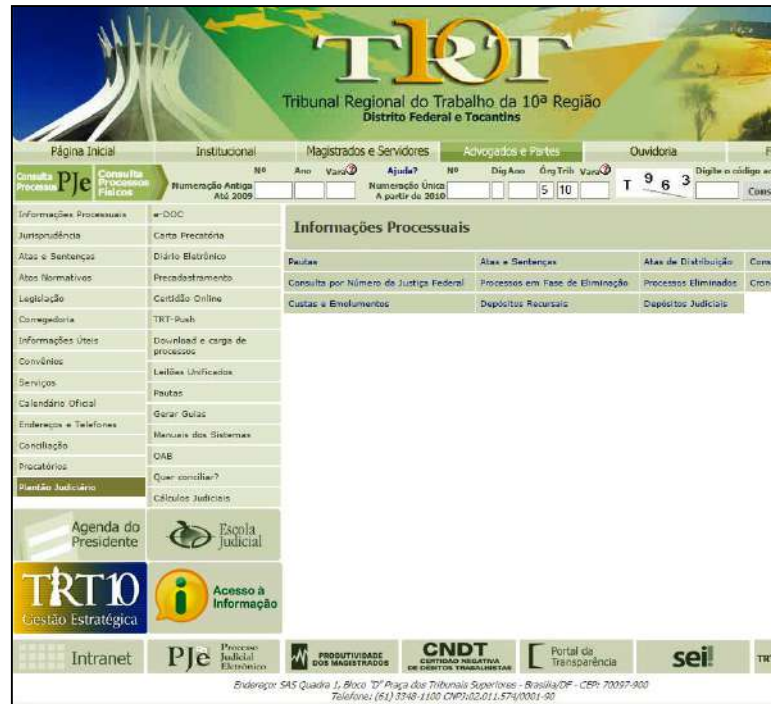 TRT 10
Tribunal Regional do Trabalho da 10ª Região
Distrito Federal e Tocantins
Página Inicial Institucional Magistrados e Servidores Advogados e Partes Ouvidoria F
Consulta Processos PJe Consulta Processos Físicos
Nº Ano Vara Ajuda? Nº Dig Ano Órg Trib Vara Digite o código ac
Numeração Antiga Até 2009
Numeração Única A partir de 2010
5 10
T 9 6 3
Cons
Informações Processuais
Jurisprudência
Atas e Sentenças
Atos Normativos
Legislação
Corregedoria
Informações Úteis
Convênios
Serviços
Calendário Oficial
Endereços e Telefones
Conciliação
Precatórios
Plantão Judiciário
e-DOC
Carta Precatória
Diário Eletrônico
Precadastramento
Certidão Online
TRT-Push
Download e carga de
processos
Leilões Unificados
Pautas
Gerar Guias
Manuais dos Sistemas
OAB
Quer conciliar?
Cálculos Judiciais
Informações Processuais
Pautas Atas e Sentenças Atas de Distribuição Cons
Consulta por Número da Justiça Federal Processos em Fase de Eliminação Processos Eliminados Cron
Custas e Emolumentos Depósitos Recursais Depósitos Judiciais
Agenda do
Presidente
Escola
Judicial
TRT10
Gestão Estratégica
Acesso à
Informação
Intranet
PJe Processo
Judicial
Eletrônico
PRODUTIVIDADE
DOS MAGISTRADOS
CNDT
CERTIDÃO NEGATIVA
DE DÉBITOS TRABALHISTAS
Portal da
Transparência
sei!
TR
Endereço: SAS Quadra 1, Bloco "D" Praça dos Tribunais Superiores - Brasília/DF - CEP: 70097-900
Telefone: (61) 3348-1100 CNPJ:02.011.574/0001-90